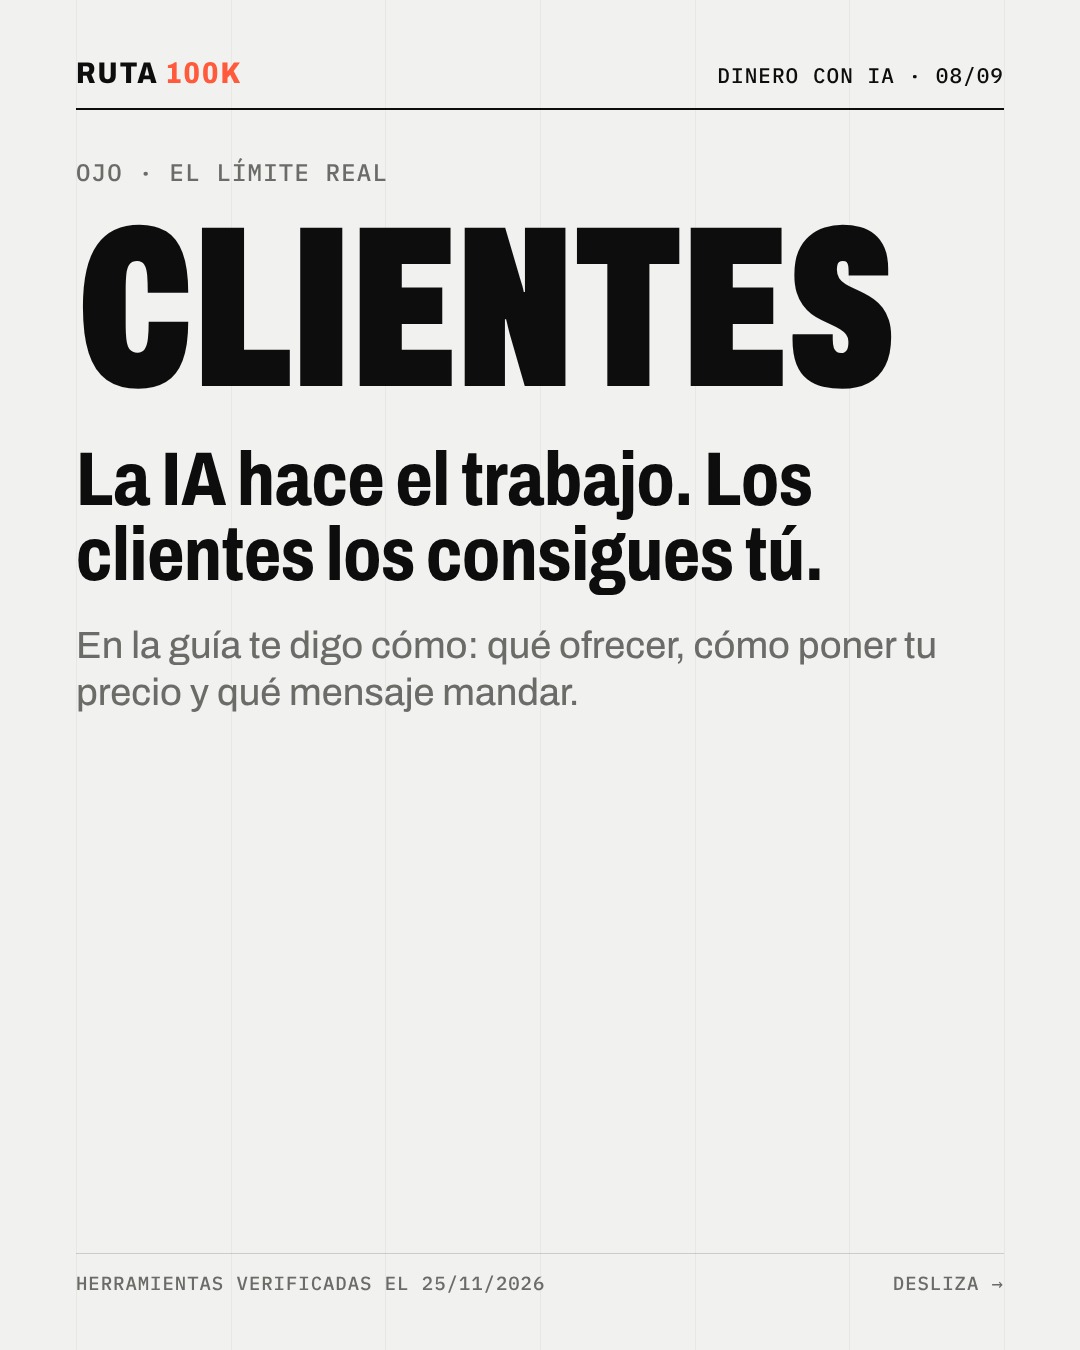 RUTA 100K
DINERO CON IA · 08/09
OJO · EL LÍMITE REAL
CLIENTES
La IA hace el trabajo. Los
clientes los consigues tú.
En la guía te digo cómo: qué ofrecer, cómo poner tu
precio y qué mensaje mandar.
HERRAMIENTAS VERIFICADAS EL 25/11/2026
DESLIZA →